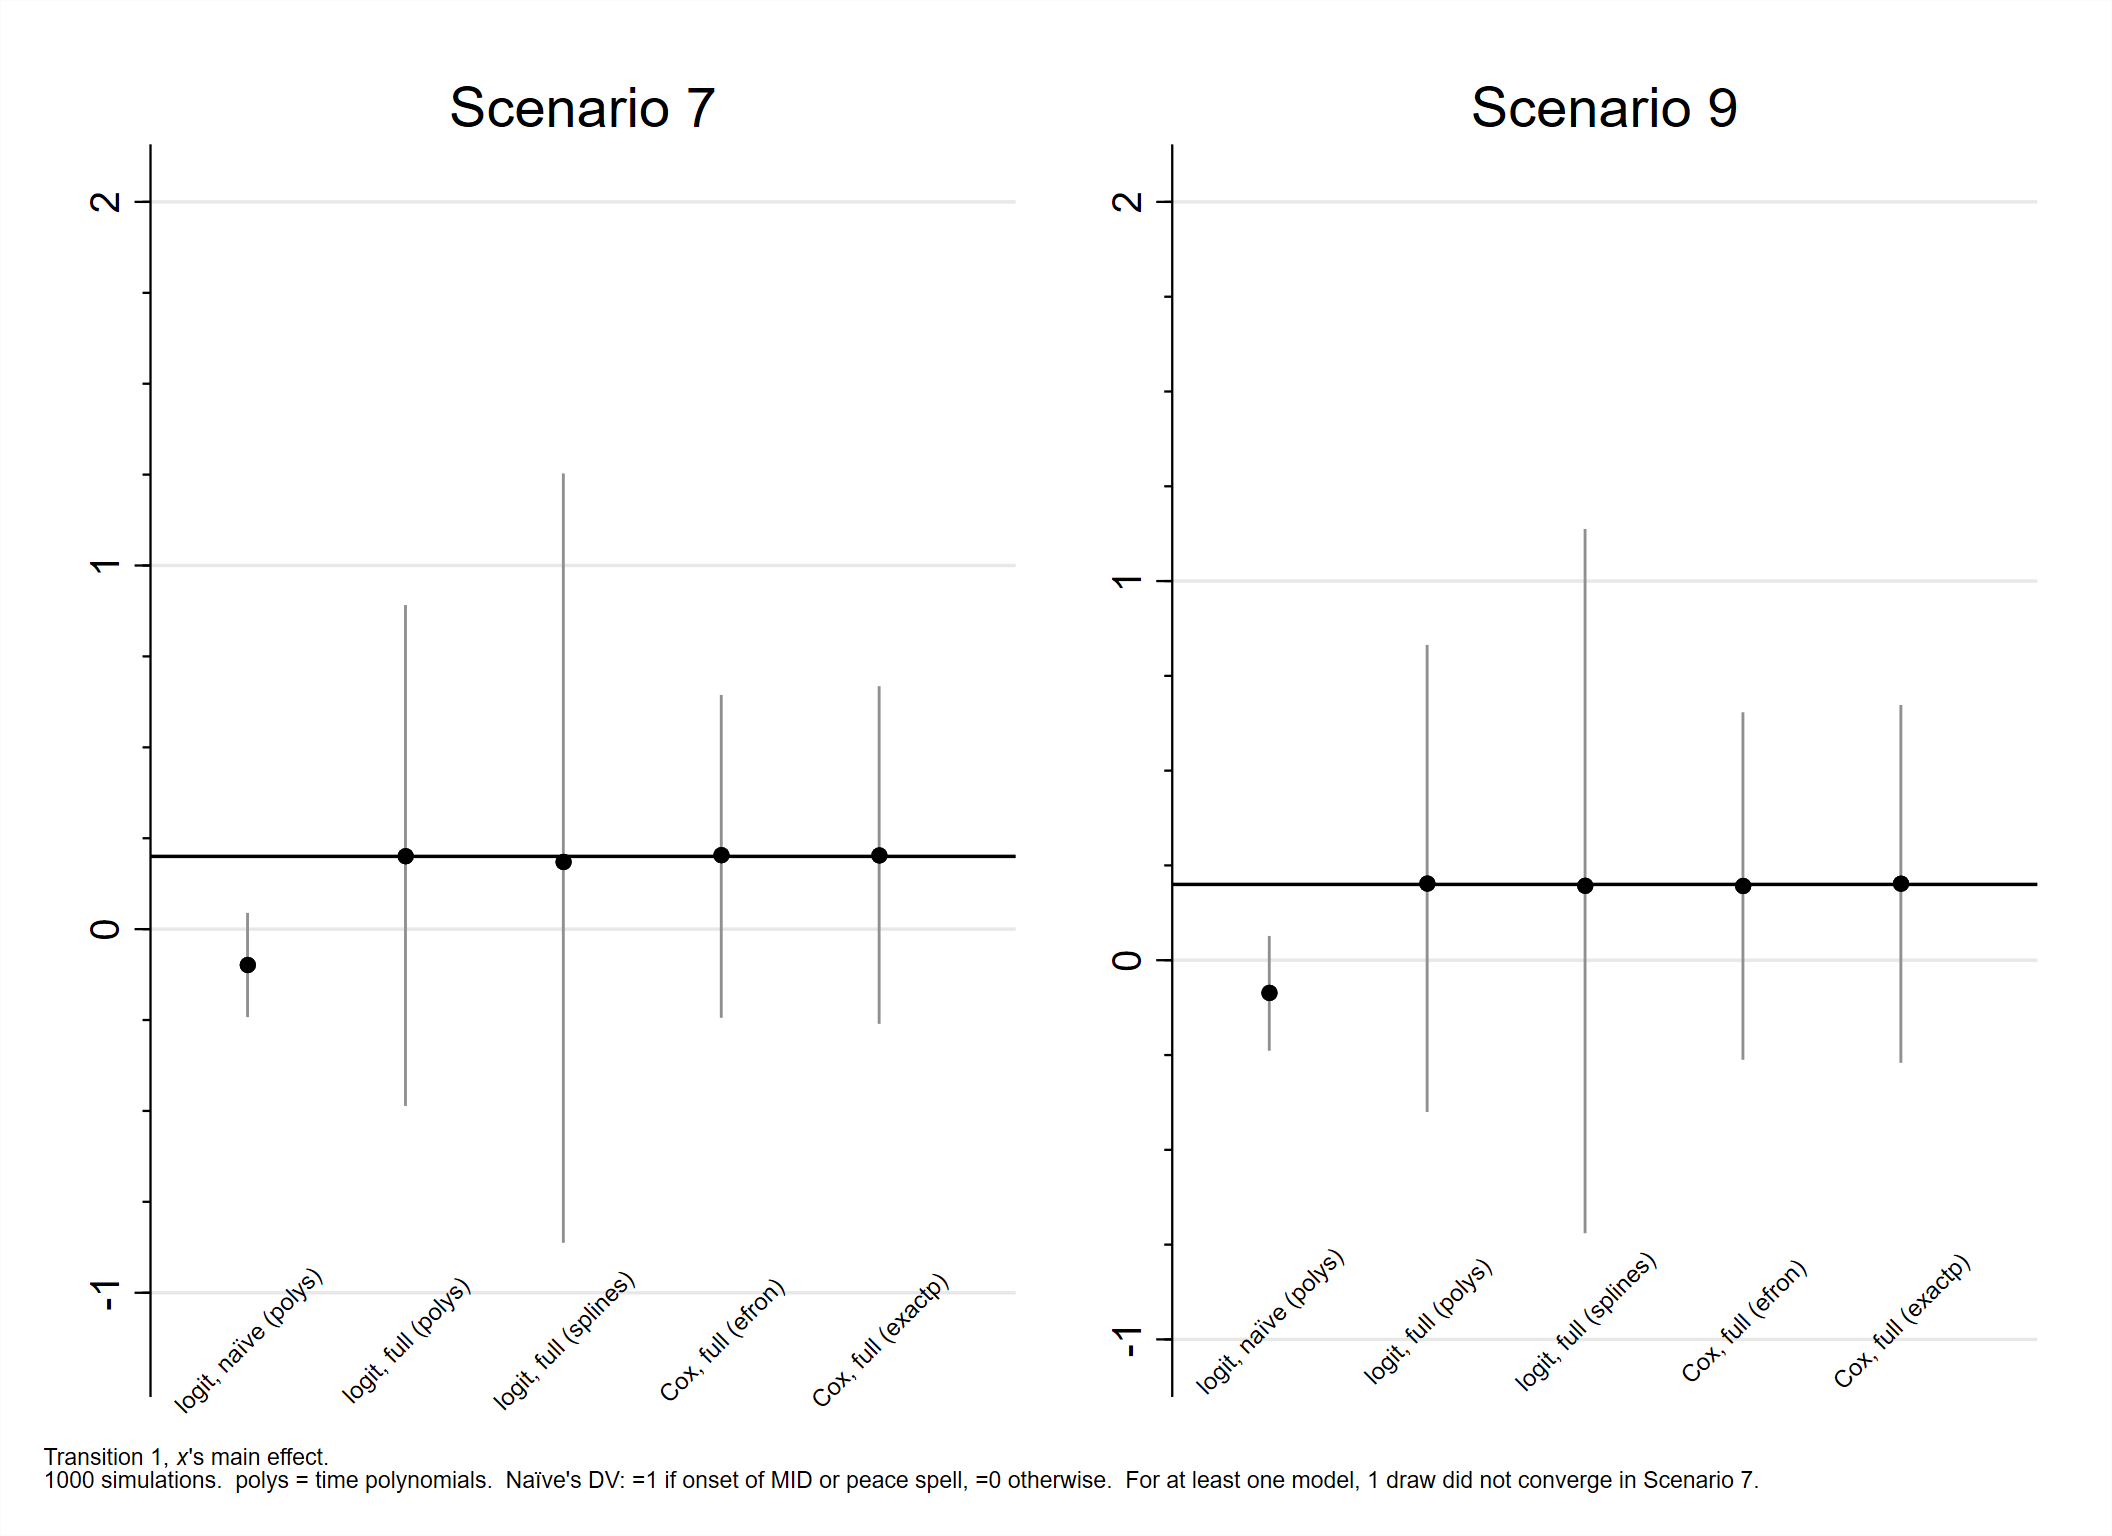 Scenario 7
2
1
0
-1
logit, naïve (polys)
logit, full (polys)
logit, full (splines)
Cox, full (efron)
Cox, full (exactp)
Scenario 9
2
1
0
-1
logit, naïve (polys)
logit, full (polys)
logit, full (splines)
Cox, full (efron)
Cox, full (exactp)
Transition 1, x's main effect.
1000 simulations.  polys = time polynomials.  Naïve's DV: =1 if onset of MID or peace spell, =0 otherwise.  For at least one model, 1 draw did not converge in Scenario 7.